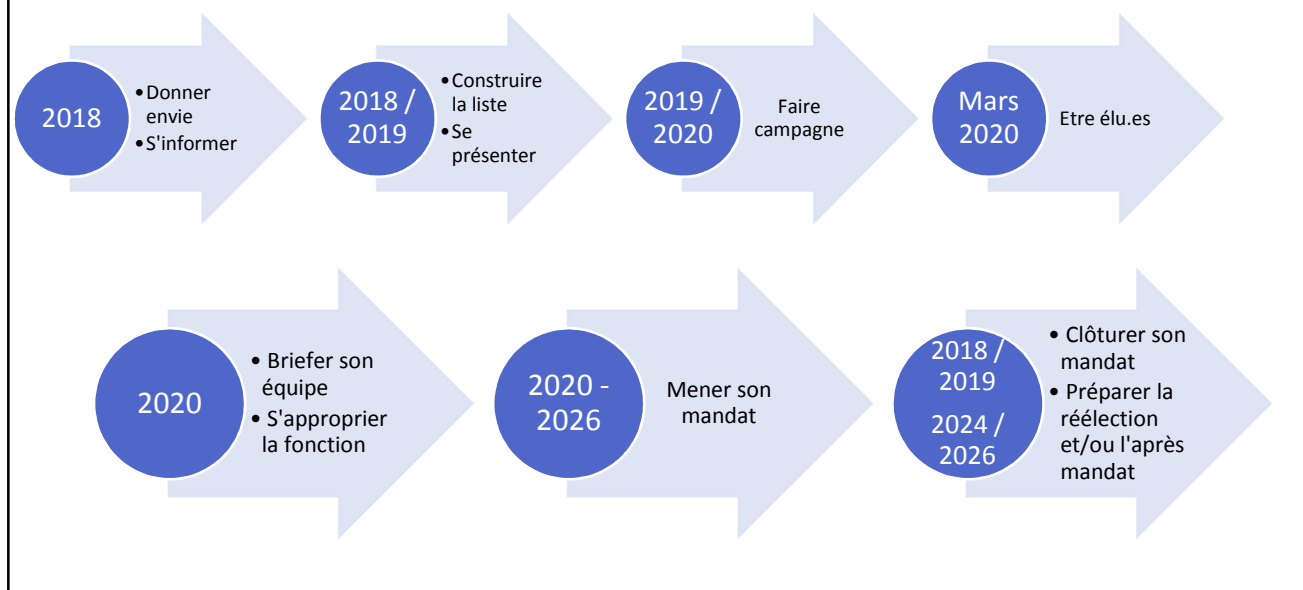 2018
•Donner
envie
•S'informer
2018 /
2019
•Construire
la liste
•Se
présenter
2019 /
2020
Faire
campagne
Mars
2020
Etre élu.es
2020
• Briefer son
équipe
• S'approprier
la fonction
2020 -
2026
Mener son
mandat
2018 /
2019
2024 /
2026
• Clôturer son
mandat
• Préparer la
réélection
et/ou l'après
mandat